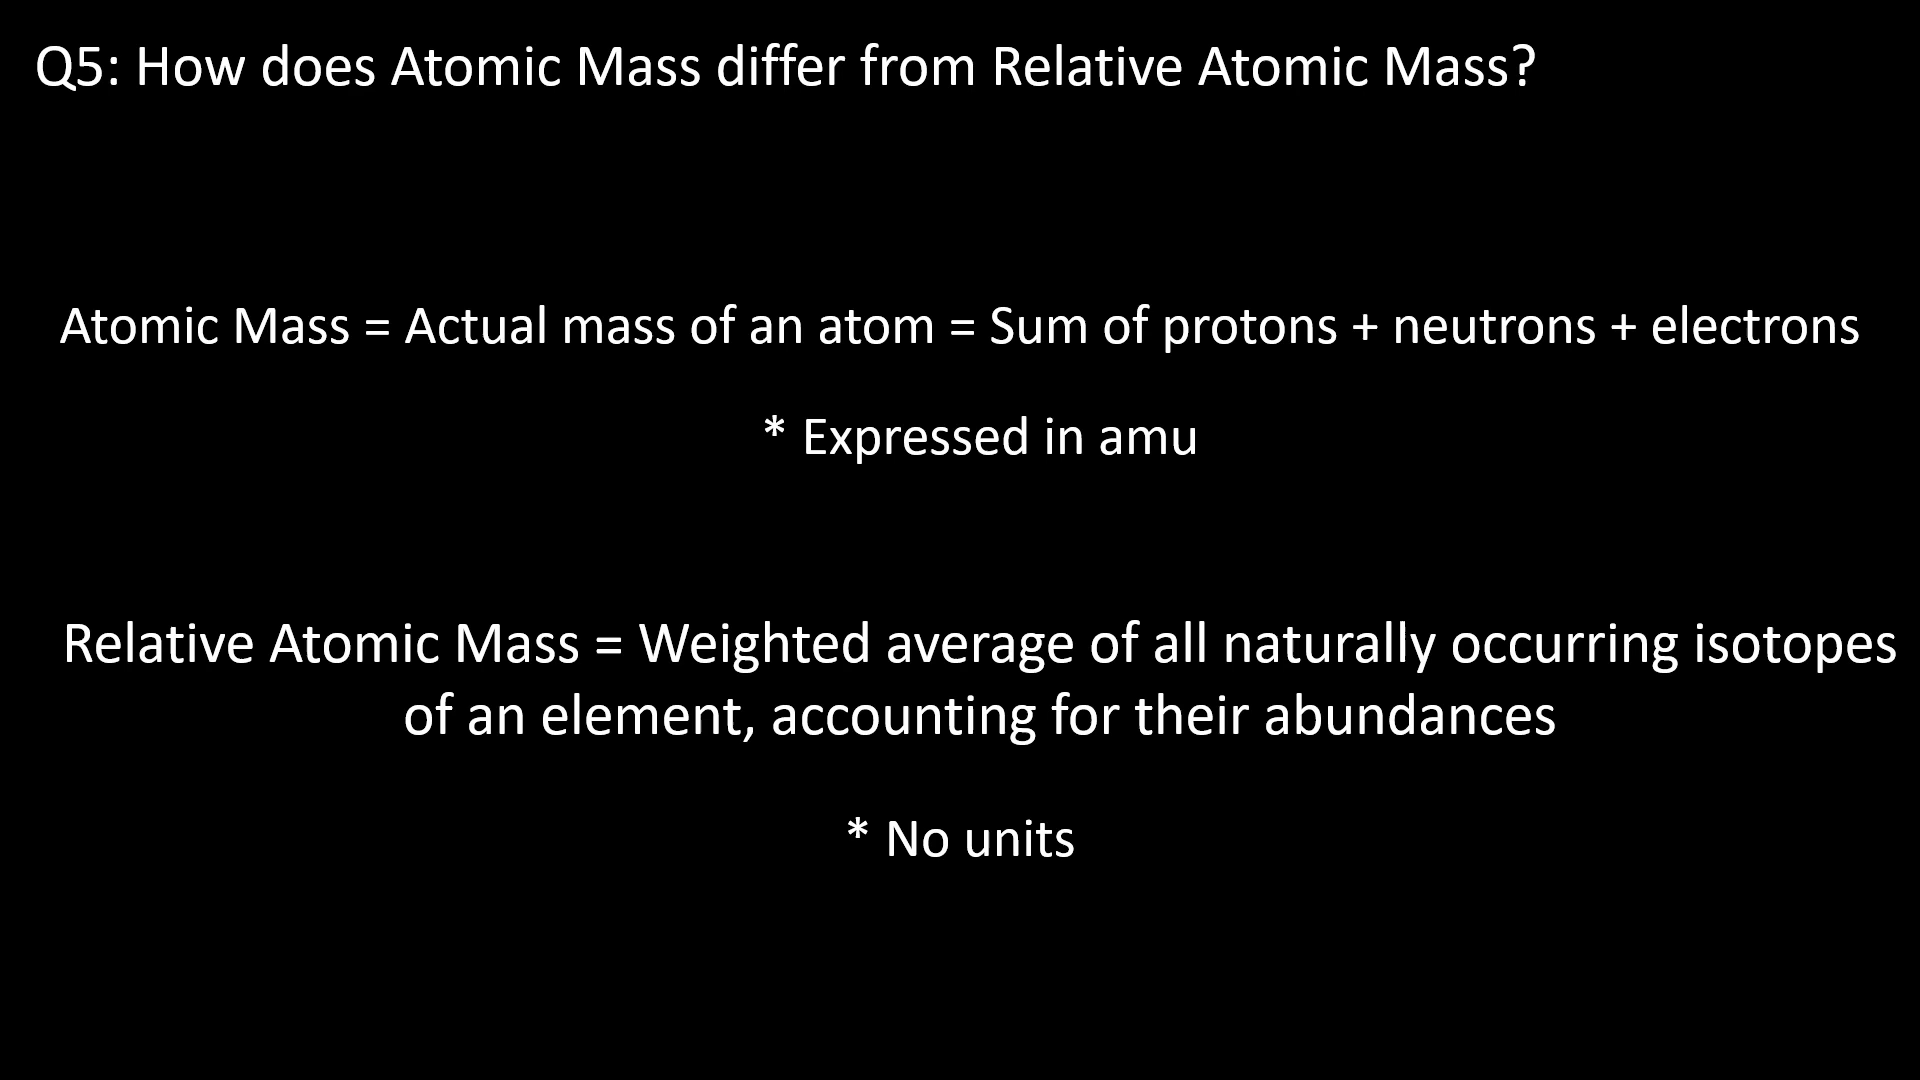 Q5: How does Atomic Mass differ from Relative Atomic Mass?
Atomic Mass = Actual mass of an atom = Sum of protons + neutrons + electrons
* Expressed in amu
Relative Atomic Mass = Weighted average of all naturally occurring isotopes
of an element, accounting for their abundances
* No units